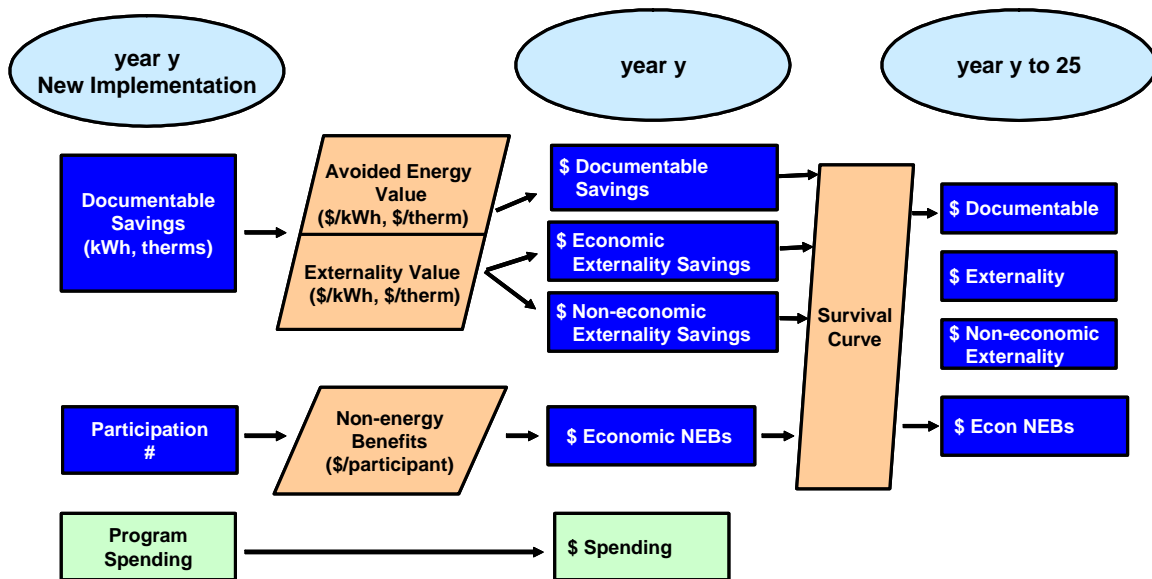 year y
New Implementation
year y
year y to 25
Documentable
Savings
(kWh, therms)
Avoided Energy
Value
($/kWh, $/therm)
Externality Value
($/kWh, $/therm)
$ Documentable
Savings
$ Economic
Externality Savings
$ Non-economic
Externality Savings
Survival
Curve
$ Documentable
$ Externality
$ Non-economic
Externality
Participation
#
Non-energy
Benefits
($/participant)
$ Economic NEBs
$ Econ NEBs
Program
Spending
$ Spending